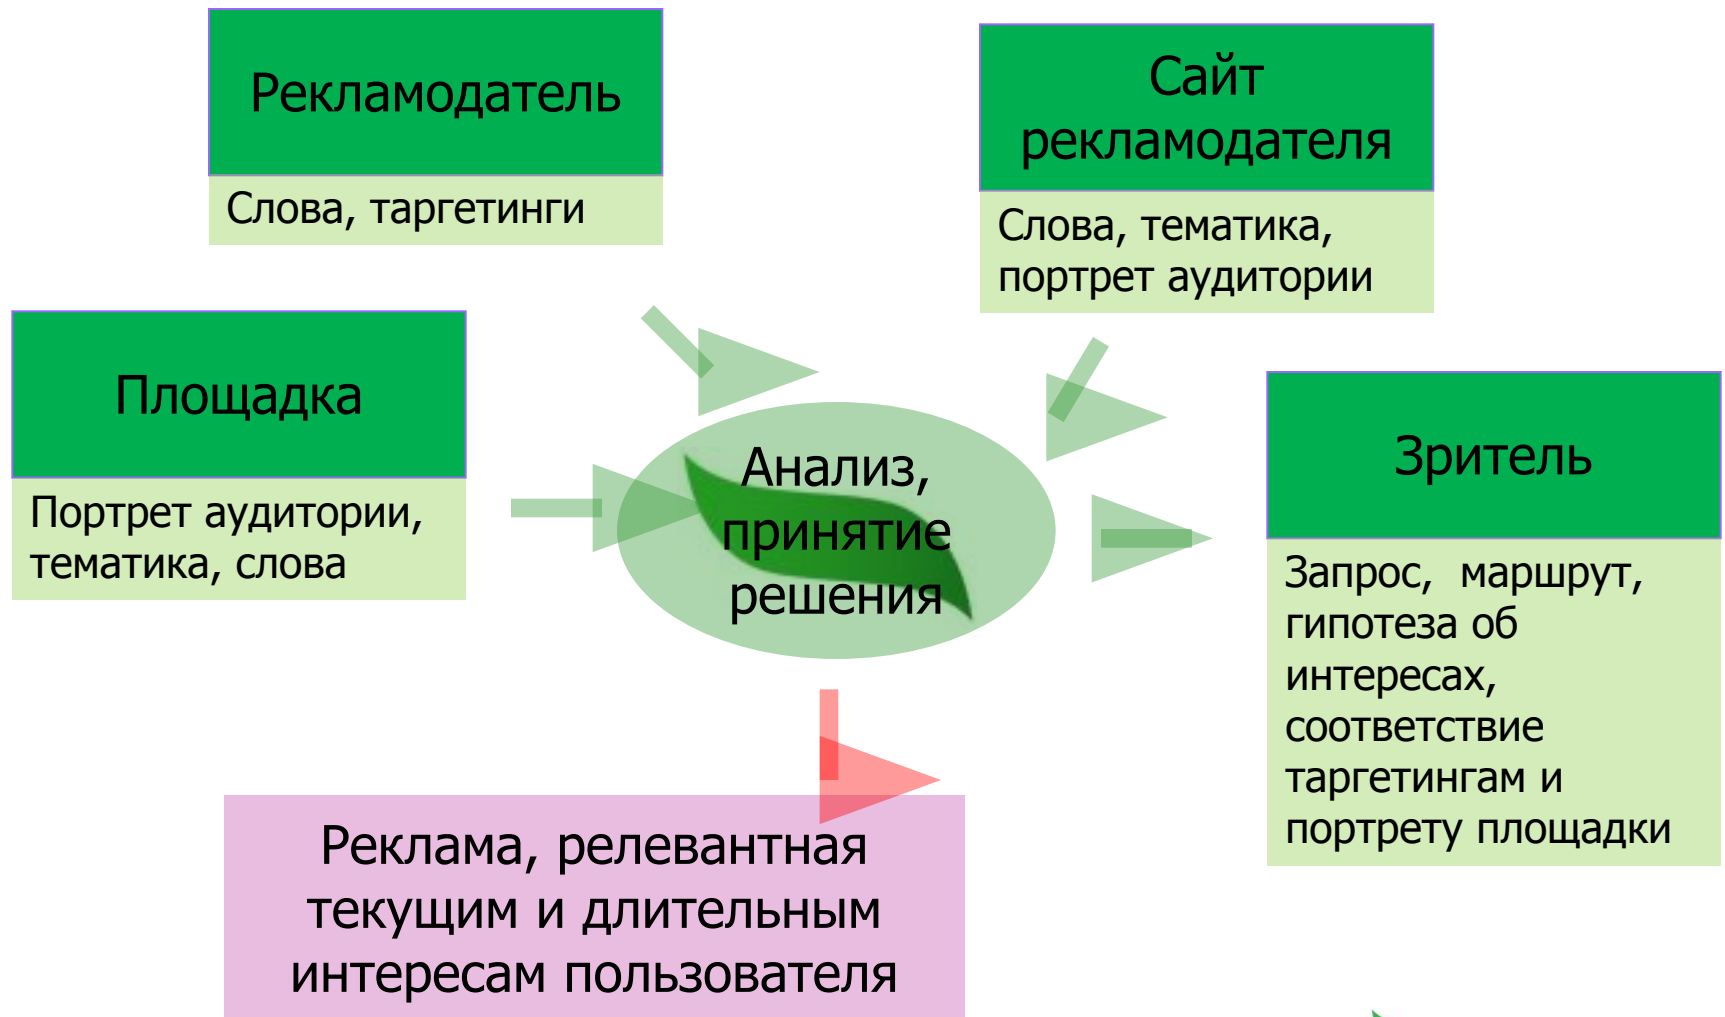 Рекламодатель
Слова, таргетинги
Сайт
рекламодателя
Слова, тематика,
портрет аудитории
Площадка
Портрет аудитории,
тематика, слова
Анализ,
принятие
решения
Зритель
Запрос,  маршрут,
гипотеза об
интересах,
соответствие
таргетингам и
портрету площадки
Реклама, релевантная
текущим и длительным
интересам пользователя